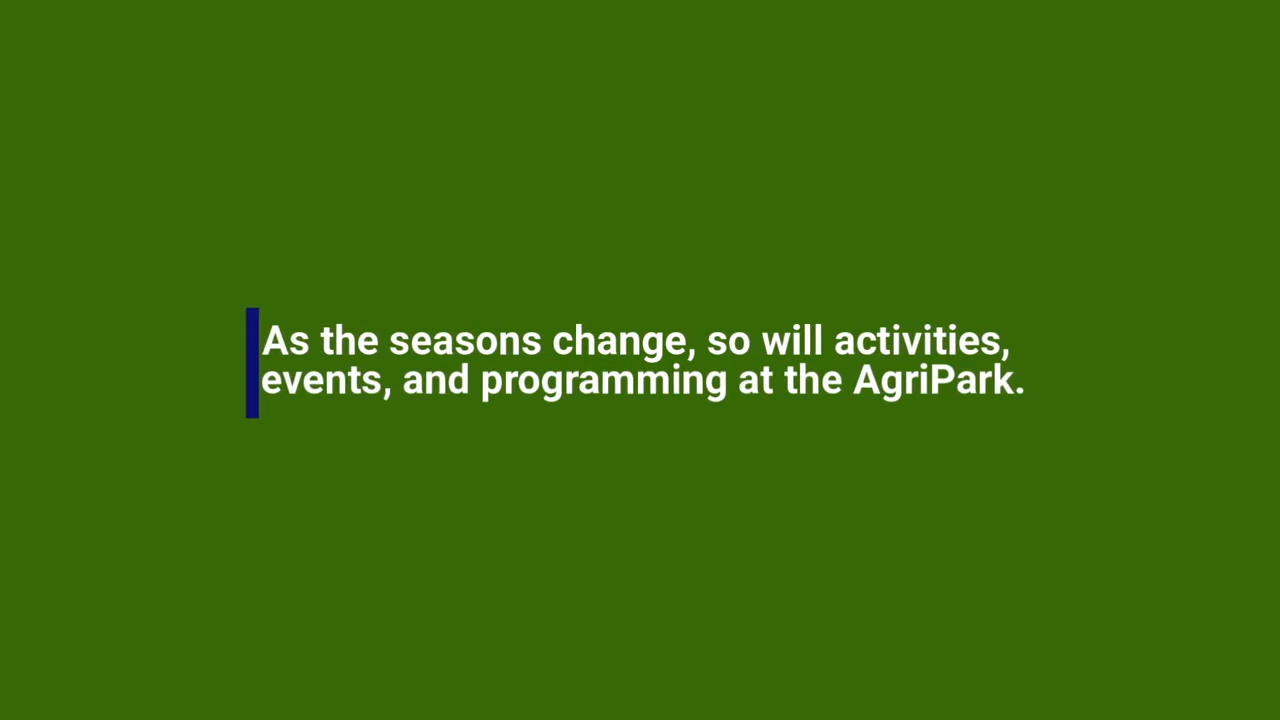 As the seasons change, so will activities,
events, and programming at the AgriPark.